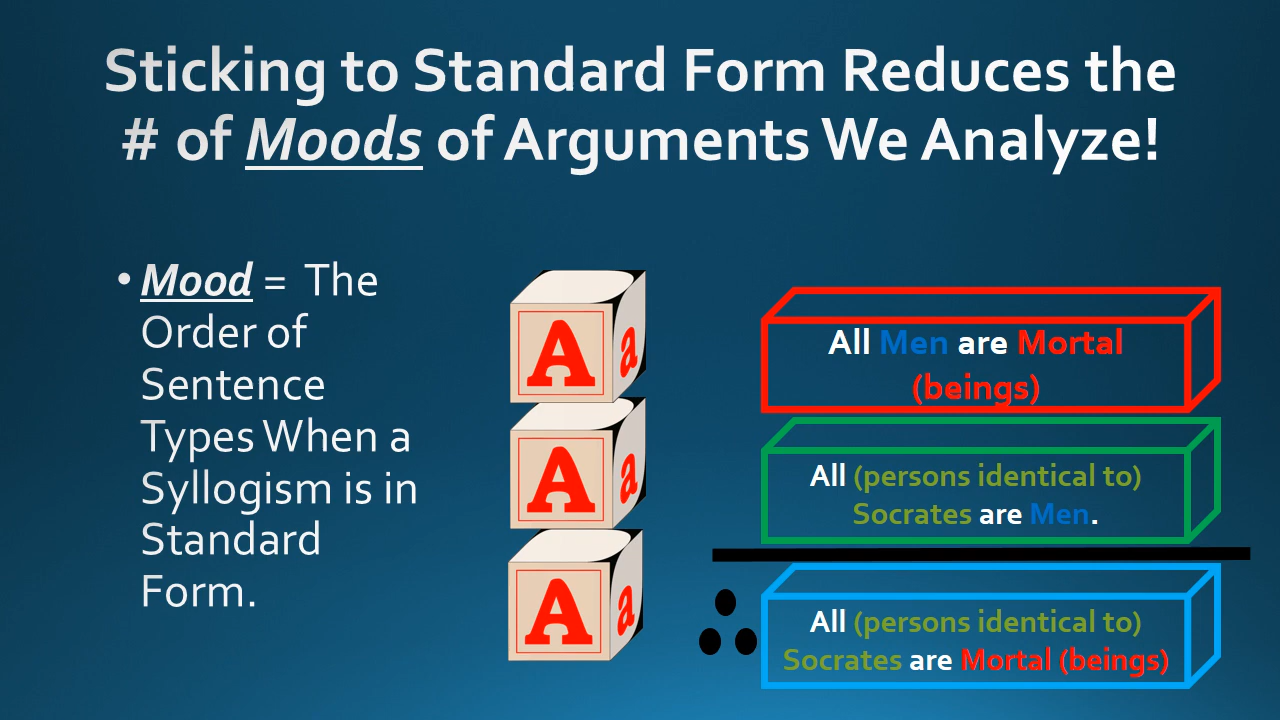 Sticking to Standard Form Reduces the
# of Moods of Arguments We Analyze!
• Mood = The
Order of
Sentence
Types When a
Syllogism is in
Standard
Form.
A a
A a
A a
All Men are Mortal
(beings)
All (persons identical to)
Socrates are Men.
∴
All (persons identical to)
Socrates are Mortal (beings)